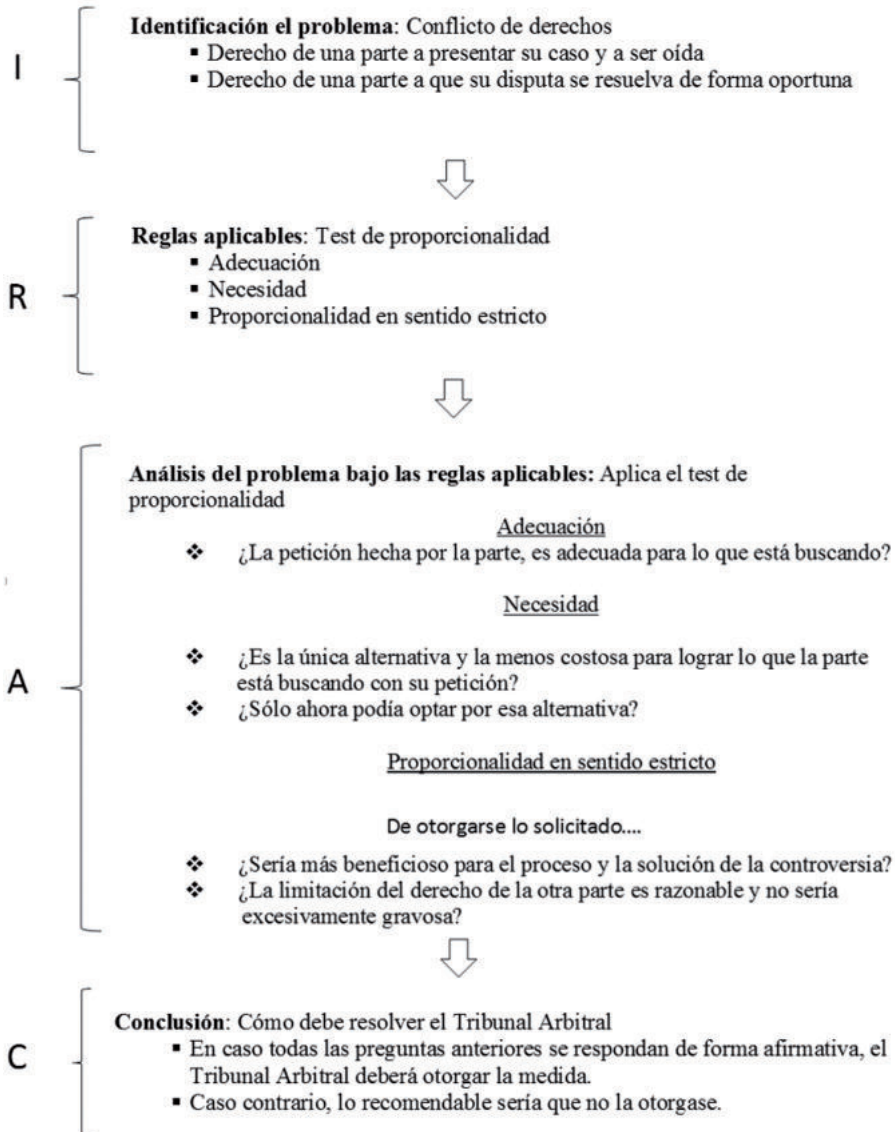 I
Identificación el problema: Conflicto de derechos
▪ Derecho de una parte a presentar su caso y a ser oída
▪ Derecho de una parte a que su disputa se resuelva de forma oportuna
R
Reglas aplicables: Test de proporcionalidad
▪ Adecuación
▪ Necesidad
▪ Proporcionalidad en sentido estricto
A
Análisis del problema bajo las reglas aplicables: Aplica el test de
proporcionalidad
Adecuación
❖ ¿La petición hecha por la parte, es adecuada para lo que está buscando?
Necesidad
❖ ¿Es la única alternativa y la menos costosa para lograr lo que la parte
está buscando con su petición?
❖ ¿Sólo ahora podía optar por esa alternativa?
Proporcionalidad en sentido estricto
De otorgarse lo solicitado....
❖ ¿Sería más beneficioso para el proceso y la solución de la controversia?
❖ ¿La limitación del derecho de la otra parte es razonable y no sería
excesivamente gravosa?
C
Conclusión: Cómo debe resolver el Tribunal Arbitral
▪ En caso todas las preguntas anteriores se respondan de forma afirmativa, el
Tribunal Arbitral deberá otorgar la medida.
▪ Caso contrario, lo recomendable sería que no la otorgase.